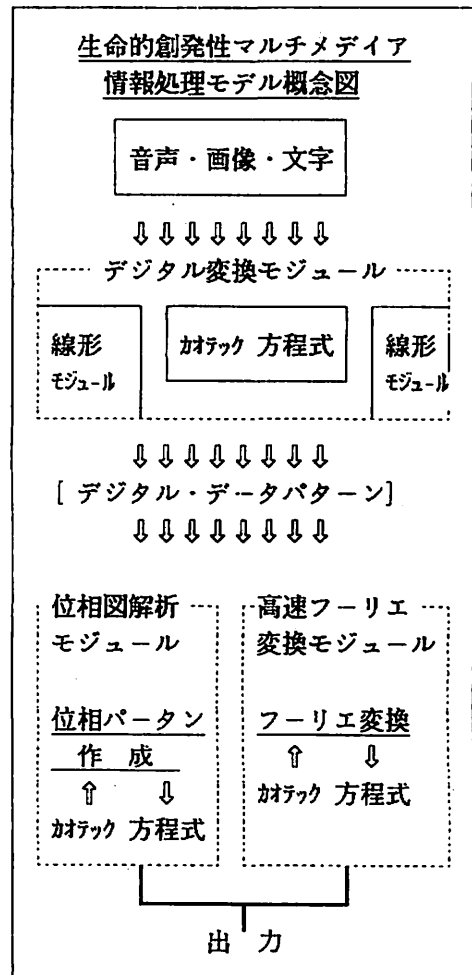 生命的創発性マルチメデイア
情報処理モデル概念図
音声・画像・文字
⇩⇩⇩⇩⇩⇩⇩⇩
デジタル変換モジュール
線形
モジュール
カオテック 方程式
線形
モジュール
⇩⇩⇩⇩⇩⇩⇩⇩
[ デジタル・データパターン]
⇩⇩⇩⇩⇩⇩⇩⇩
位相図解析
モジュール
位相パータン
作 成
⇧ ⇩
カオテック 方程式
高速フーリエ
変換モジュール
フーリエ変換
⇧ ⇩
カオテック 方程式
出 力